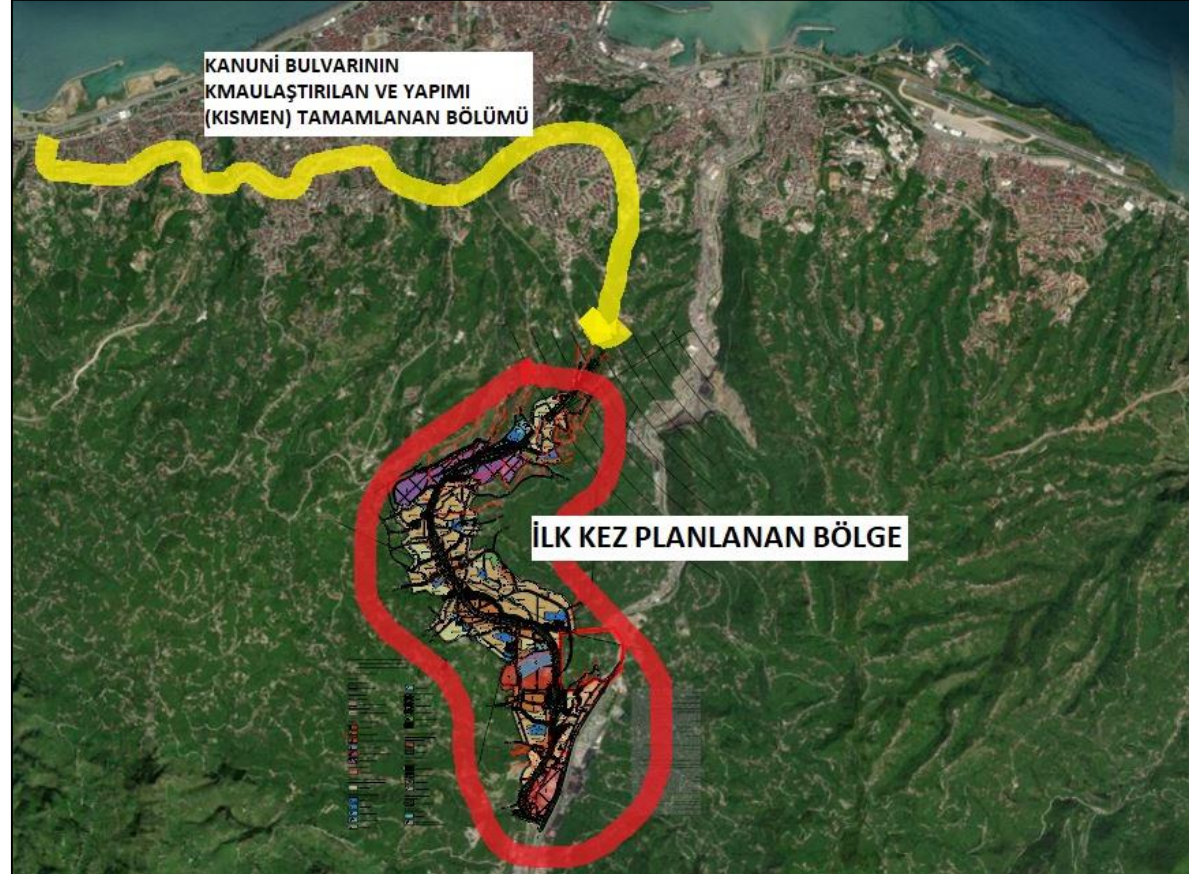 KANUNİ BULVARININ
KMAULAŞTIRILAN VE YAPIMI
(KISMEN) TAMAMLANAN BÖLÜMÜ
İLK KEZ PLANLANAN BÖLGE